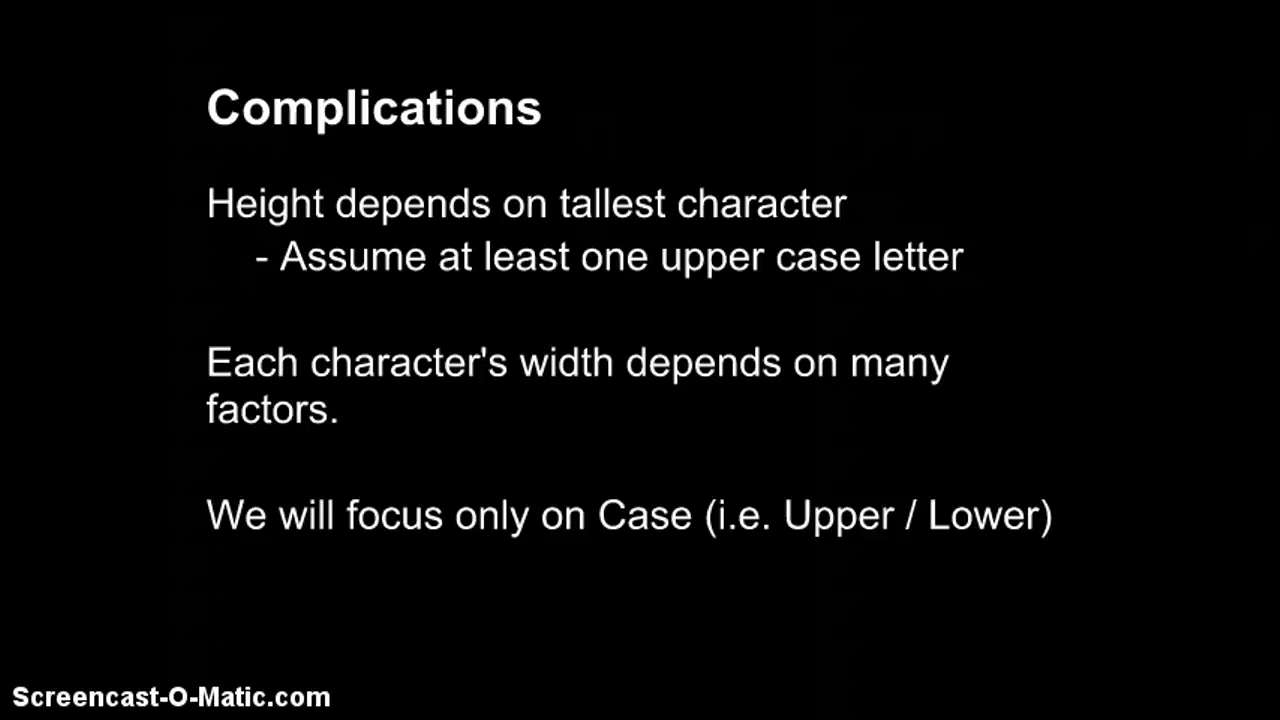 Complications
Height depends on tallest character
- Assume at least one upper case letter
Each character's width depends on many
factors.
We will focus only on Case (i.e. Upper / Lower)
Screencast-O-Matic.com